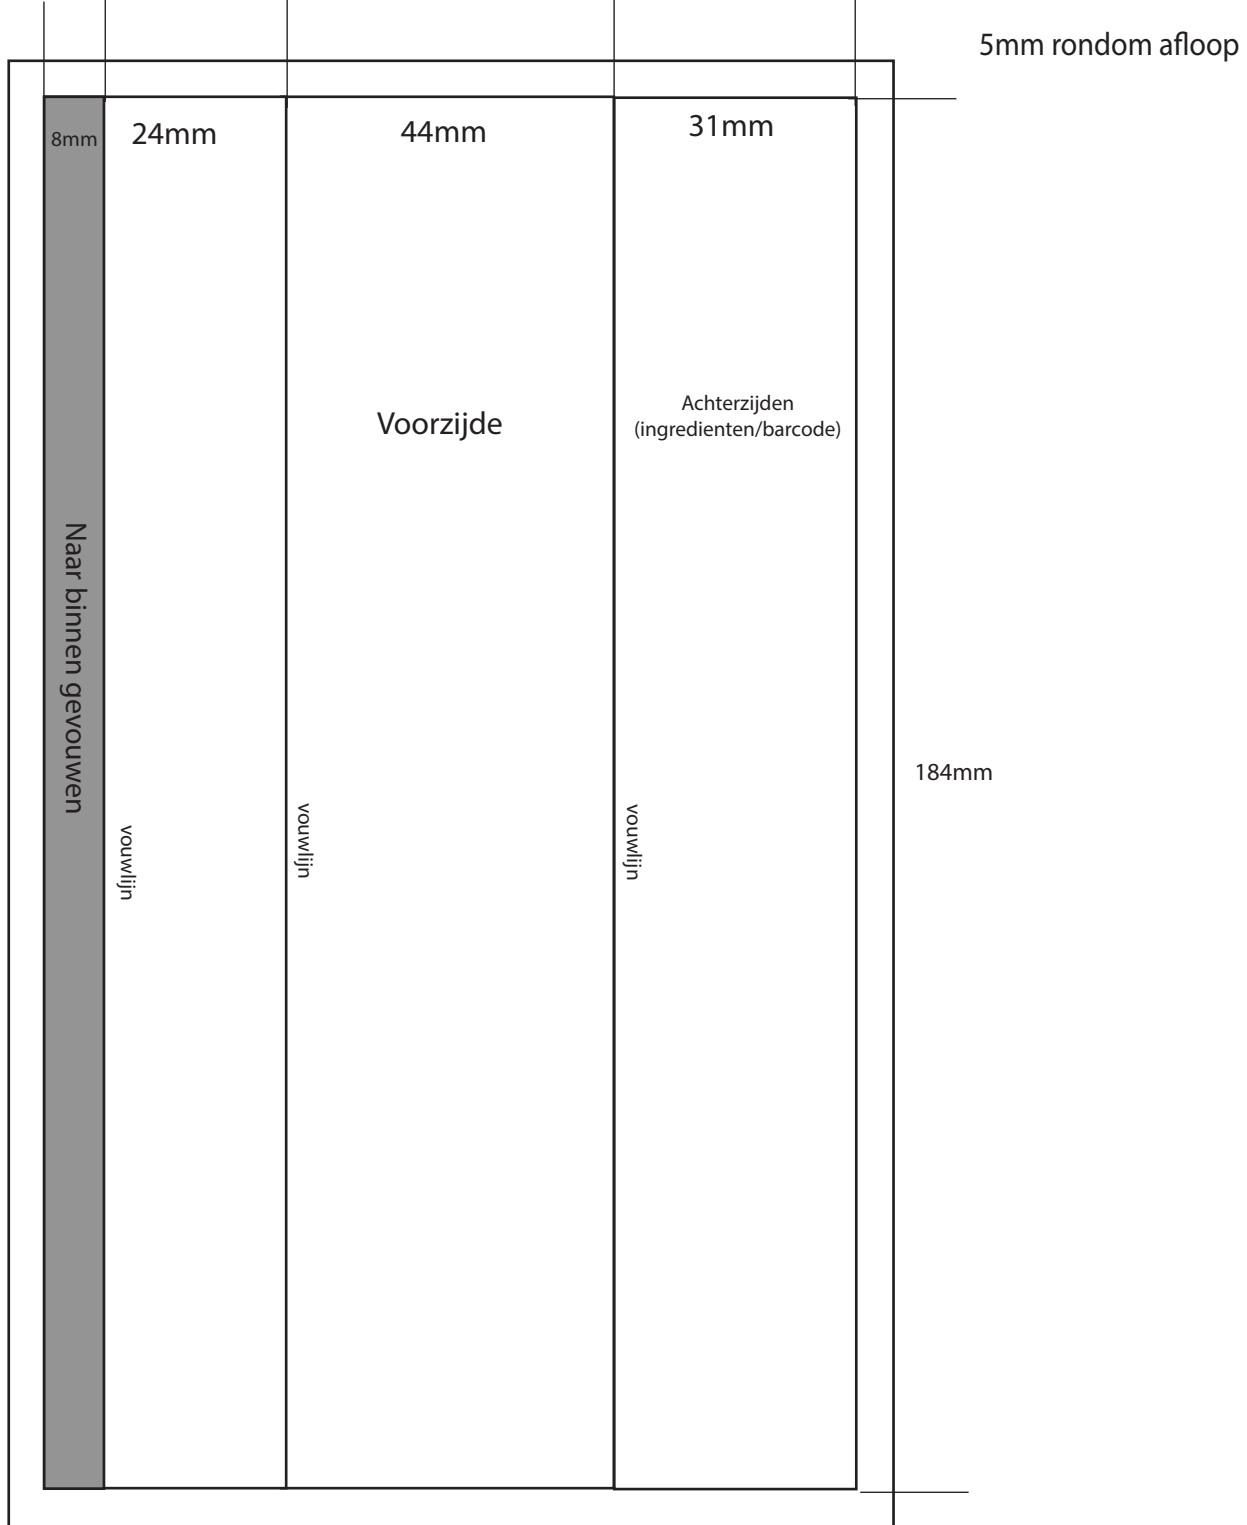 5mm rondom afloop
8mm
24mm
44mm
31mm
Voorzijde
Achterzijden
(ingredienten/barcode)
Naar binnen gevouwen
184mm
vouwlijn
vouwlijn
vouwlijn